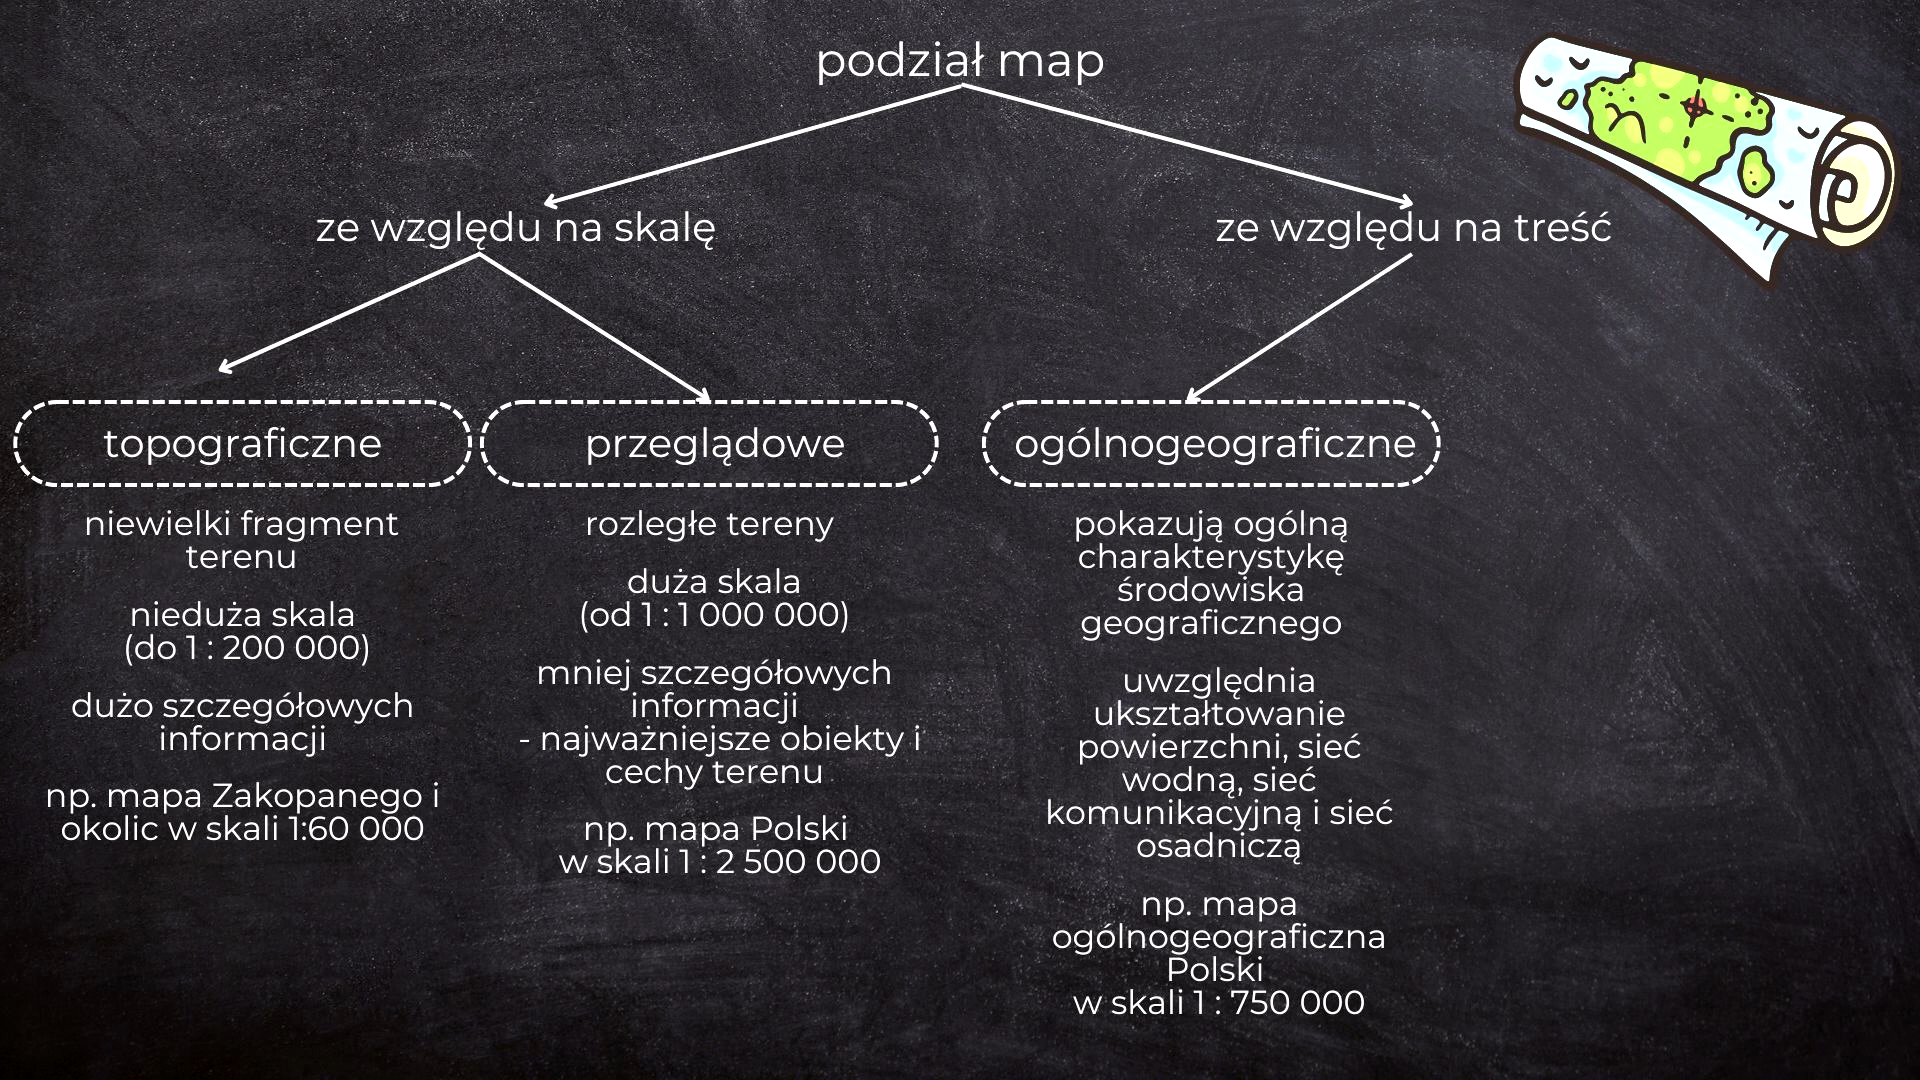 podział map
ze względu na skalę
ze względu na treść
topograficzne
niewielki fragment
terenu
nieduża skala
(do 1 : 200 000)
dużo szczegółowych
informacji
np. mapa Zakopanego i
okolic w skali 1:60 000
przeglądowe
rozległe tereny
duża skala
(od 1 : 1 000 000)
mniej szczegółowych
informacji
- najważniejsze obiekty i
cechy terenu
np. mapa Polski
w skali 1 : 2 500 000
ogólnogeograficzne
pokazują ogólną
charakterystykę
środowiska
geograficznego
uwzględnia
ukształtowanie
powierzchni, sieć
wodną, sieć
komunikacyjną i sieć
osadniczą
np. mapa
ogólnogeograficzna
Polski
w skali 1 : 750 000